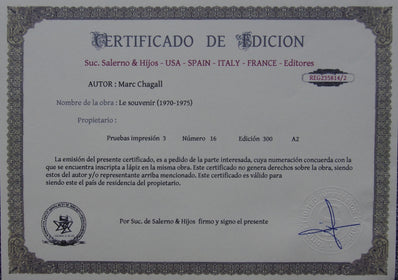 CERTIFICADO DE EDICION
Suc. Salerno & Hijos - USA - SPAIN - ITALY - FRANCE - Editores
REG235814/2
AUTOR : Marc Chagall
Nombre de la obra : Le souvenir (1970-1975)
Propietario :
Pruebas impresión 3 Número 16 Edición 300 A2
La emisión del presente certificado, es a pedido de la parte interesada, cuya numeración concuerda con la
que se encuentra inscripta a lápiz en la misma obra. Este certificado no genera derechos sobre la obra, siendo
estos del autor y/o representante arriba mencionado. Este certificado es válido para
siendo este el país de residencia del propietario.
Por Suc. de Salerno & Hijos firmo y signo el presente